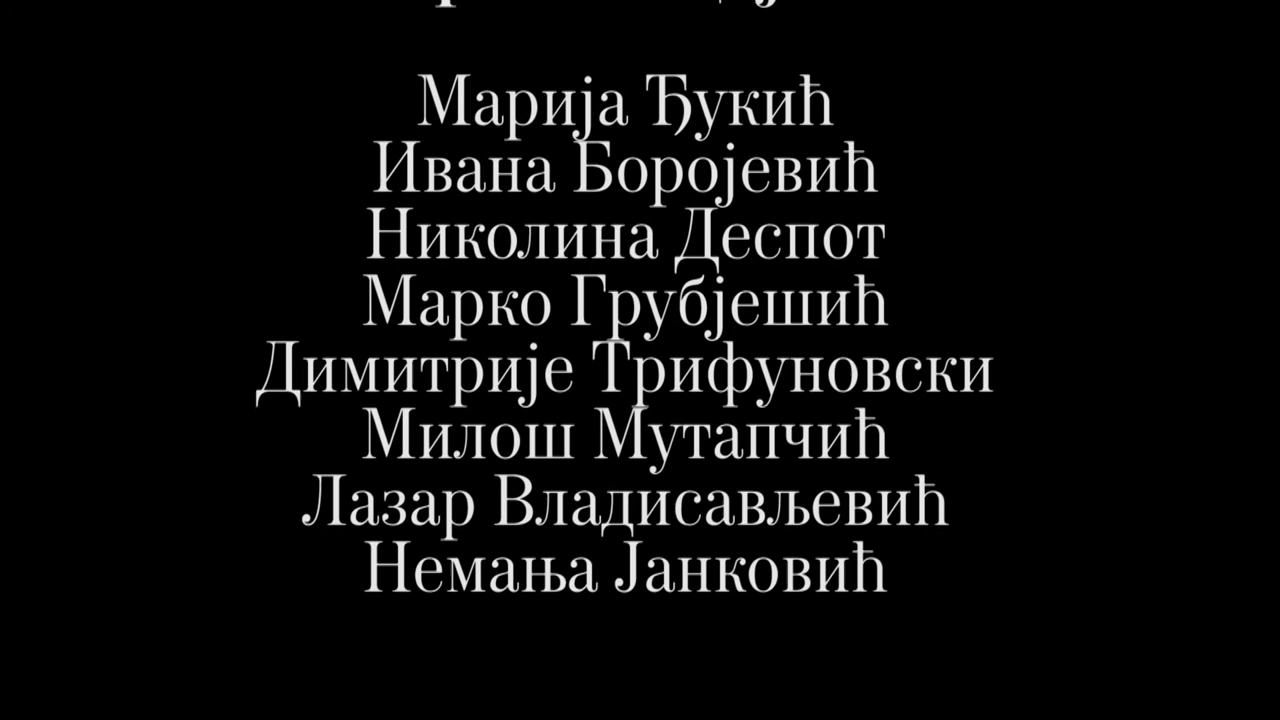 Марија Ђукић
Ивана Боројевић
Николина Деспот
Марко Грубјешић
Димитрије Трифуновски
Милош Мутапчић
Лазар Владисављевић
Немања Јанковић